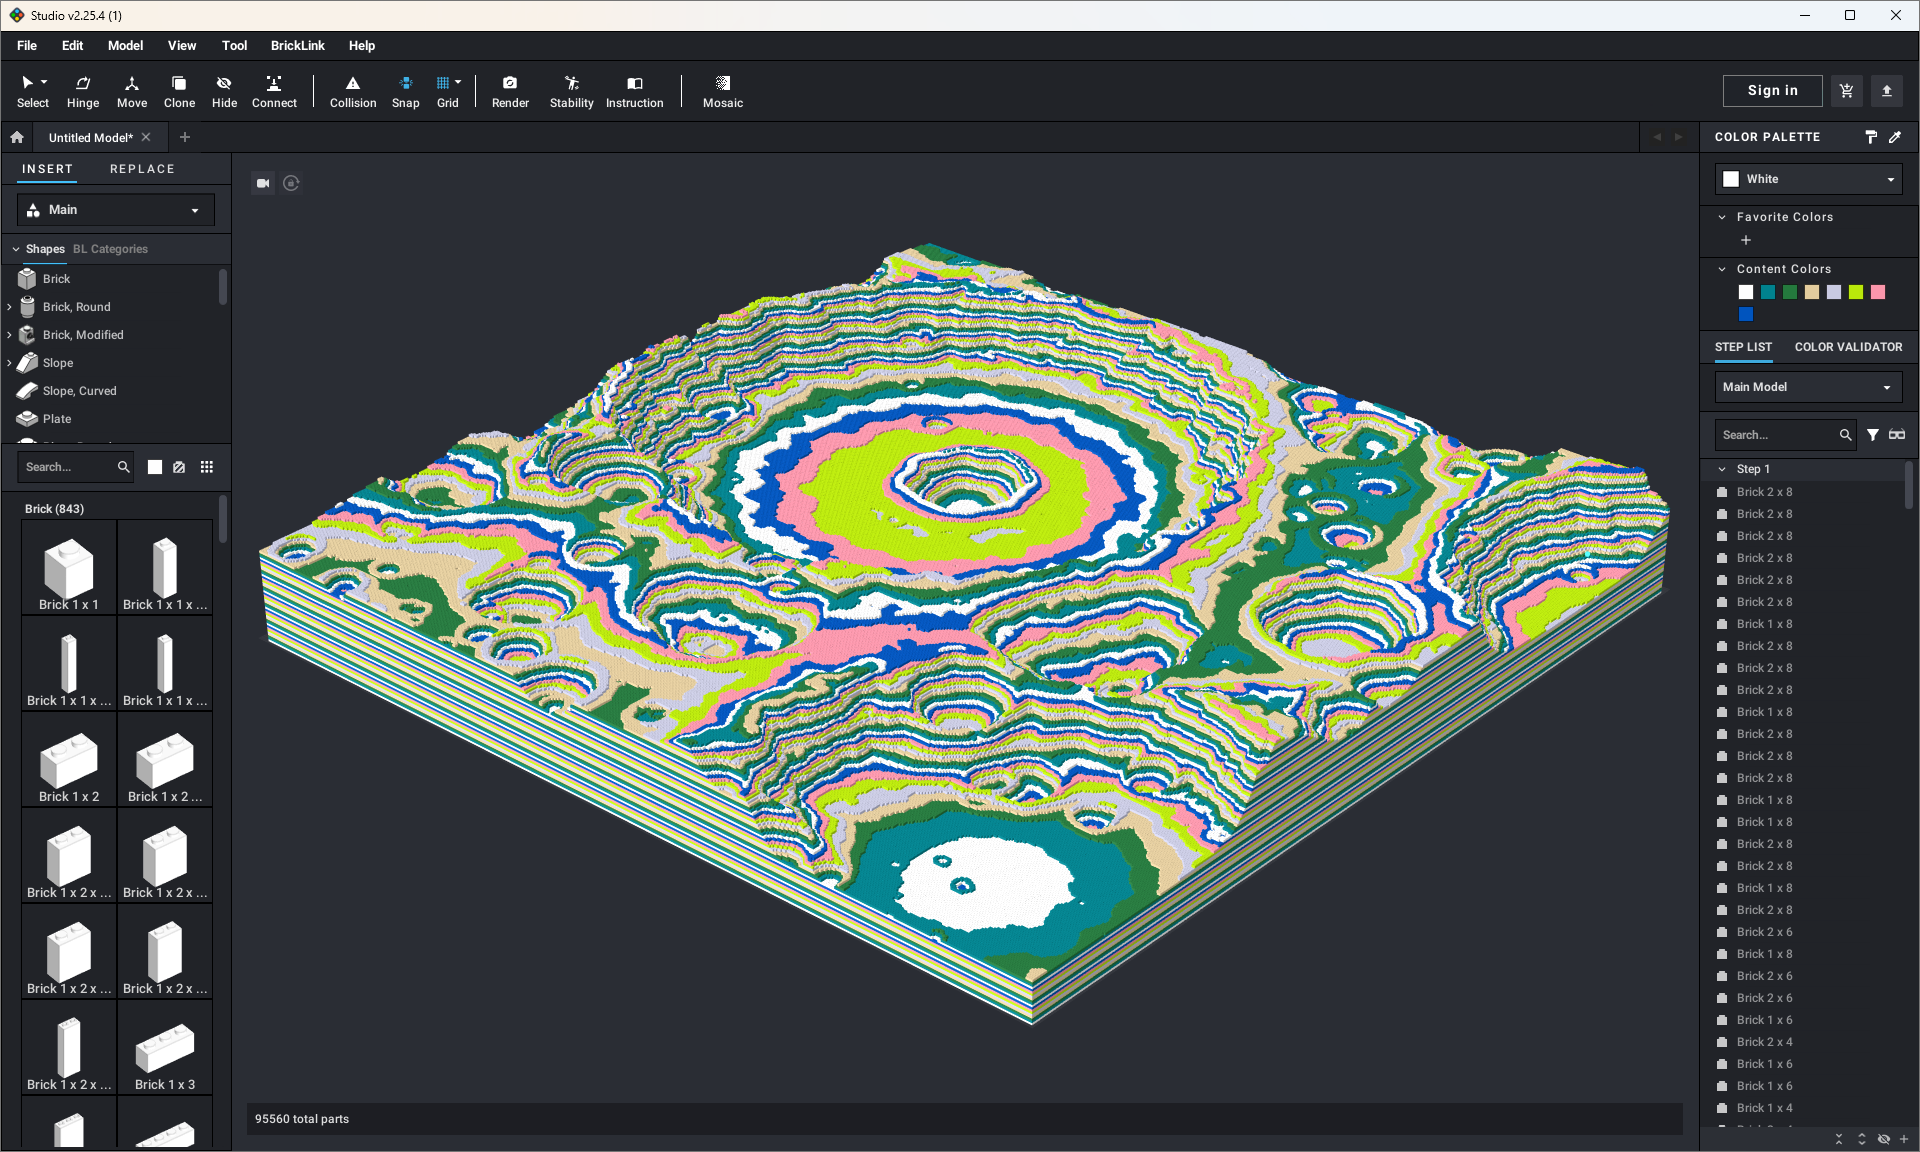 Studio v2.25.4 (1)
File Edit Model View Tool BrickLink Help
Select Hinge Move Clone Hide Connect Collision Snap Grid Render Stability Instruction Mosaic
Sign in
Untitled Model*
INSERT REPLACE
Main
Shapes BL Categories
Brick
Brick, Round
Brick, Modified
Slope
Slope, Curved
Plate
Search...
Brick (843)
Brick 1 x 1 Brick 1 x 1 x ...
Brick 1 x 1 x ... Brick 1 x 1 x ...
Brick 1 x 2 Brick 1 x 2 ...
Brick 1 x 2 x ... Brick 1 x 2 x ...
Brick 1 x 2 x ... Brick 1 x 2 x ...
Brick 1 x 2 x ... Brick 1 x 3
95560 total parts
COLOR PALETTE
White
Favorite Colors
Content Colors
STEP LIST COLOR VALIDATOR
Main Model
Search...
Step 1
Brick 2 x 8
Brick 2 x 8
Brick 2 x 8
Brick 2 x 8
Brick 2 x 8
Brick 2 x 8
Brick 1 x 8
Brick 2 x 8
Brick 2 x 8
Brick 2 x 8
Brick 1 x 8
Brick 2 x 8
Brick 2 x 8
Brick 2 x 8
Brick 1 x 8
Brick 1 x 8
Brick 2 x 8
Brick 2 x 8
Brick 1 x 8
Brick 2 x 8
Brick 2 x 6
Brick 1 x 8
Brick 2 x 6
Brick 2 x 6
Brick 1 x 6
Brick 2 x 4
Brick 1 x 6
Brick 1 x 6
Brick 1 x 4